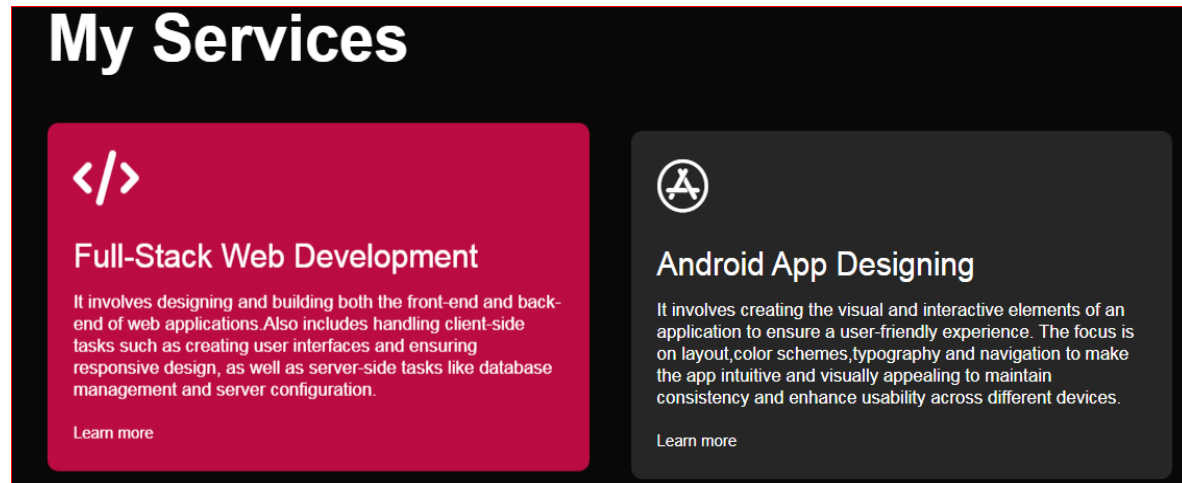 My Services
Full-Stack Web Development
It involves designing and building both the front-end and back-
end of web applications.Also includes handling client-side
tasks such as creating user interfaces and ensuring
responsive design, as well as server-side tasks like database
management and server configuration.
Learn more
Android App Designing
It involves creating the visual and interactive elements of an
application to ensure a user-friendly experience. The focus is
on layout,color schemes,typography and navigation to make
the app intuitive and visually appealing to maintain
consistency and enhance usability across different devices.
Learn more